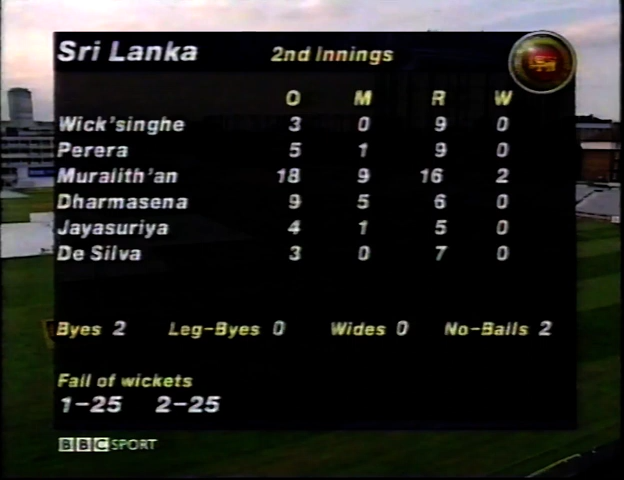 Sri Lanka 2nd Innings
O M R W
Wick'singhe 3 0 9 0
Perera 5 1 9 0
Muralith'an 18 9 16 2
Dharmasena 9 5 6 0
Jayasuriya 4 1 5 0
De Silva 3 0 7 0
Byes 2 Leg-Byes 0 Wides 0 No-Balls 2
Fall of wickets
1-25 2-25
BBC SPORT